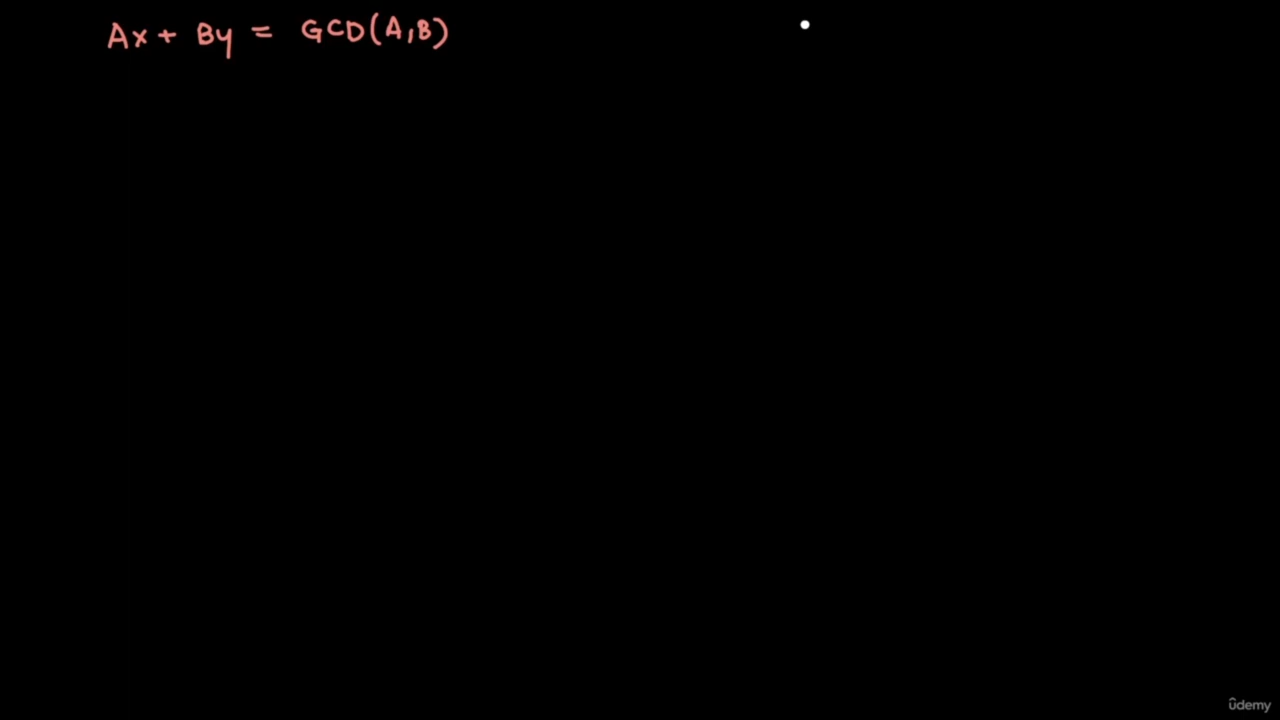 Ax + By = GCD(A,B)
ûdemy